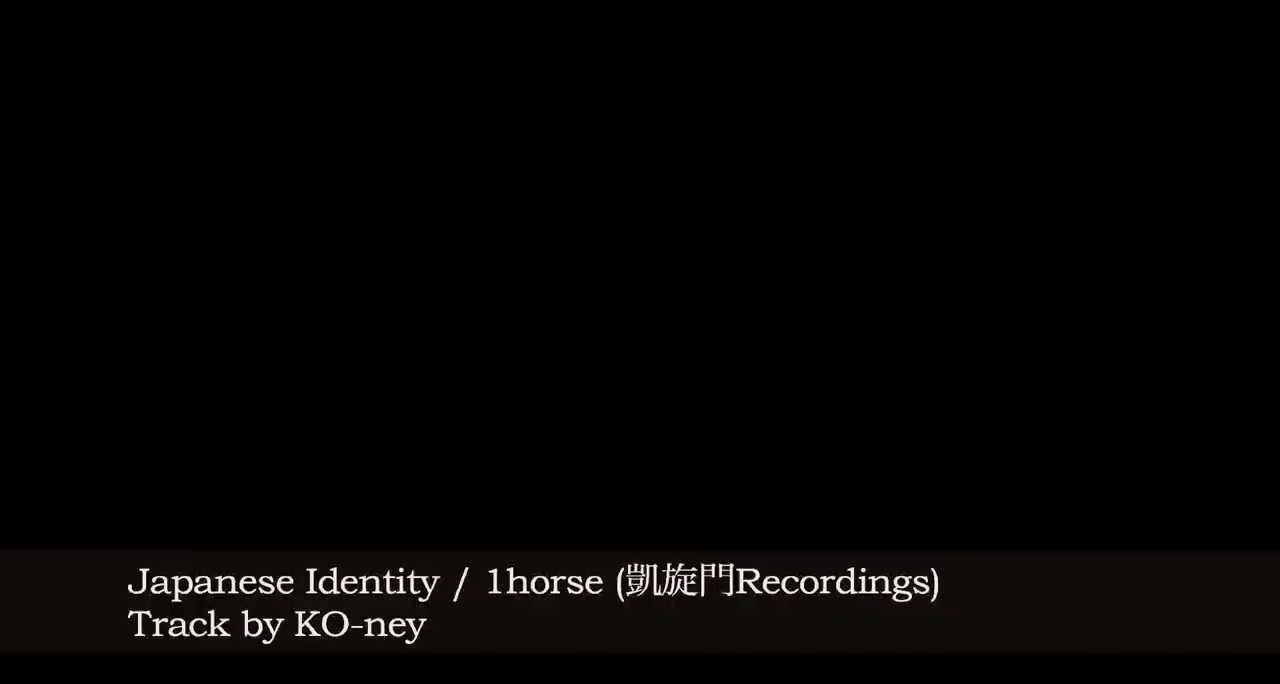 Japanese Identity / 1horse (凱旋門Recordings)
Track by KO-ney